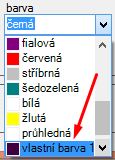 barva
černá
fialová
červená
stříbrná
šedozelená
bílá
žlutá
průhledná
vlastní barva 1